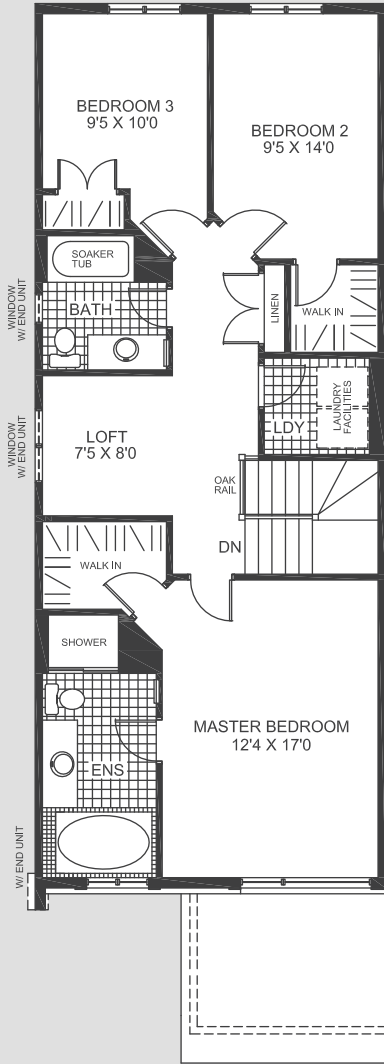 BEDROOM 3
9'5 X 10'0
BEDROOM 2
9'5 X 14'0
SOAKER
TUB
WINDOW
W/ END UNIT
BATH
LINEN
WALK IN
LAUNDRY
FACILITIES
LDY
WINDOW
W/ END UNIT
LOFT
7'5 X 8'0
OAK
RAIL
DN
WALK IN
SHOWER
MASTER BEDROOM
12'4 X 17'0
ENS
W/ END UNIT